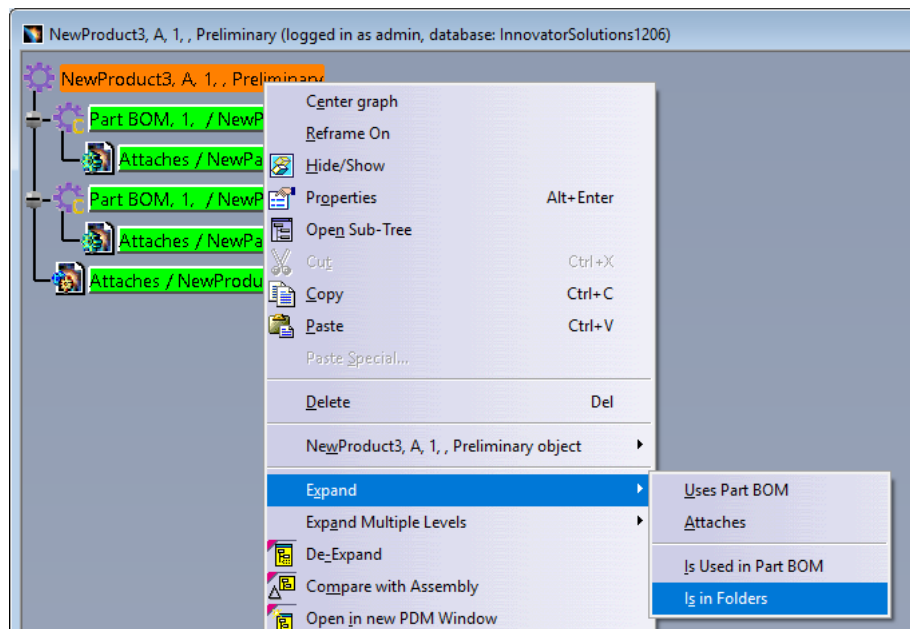 NewProduct3, A, 1, , Preliminary (logged in as admin, database: InnovatorSolutions1206)
NewProduct3, A, 1, , Preliminary
Part BOM, 1, / NewP
Attaches / NewPa
Part BOM, 1, / NewP
Attaches / NewPa
Attaches / NewProdu
Center graph
Reframe On
Hide/Show
Properties Alt+Enter
Open Sub-Tree
Cut Ctrl+X
Copy Ctrl+C
Paste Ctrl+V
Paste Special...
Delete Del
NewProduct3, A, 1, , Preliminary object
Expand
Expand Multiple Levels
De-Expand
Compare with Assembly
Open in new PDM Window
Uses Part BOM
Attaches
Is Used in Part BOM
Is in Folders